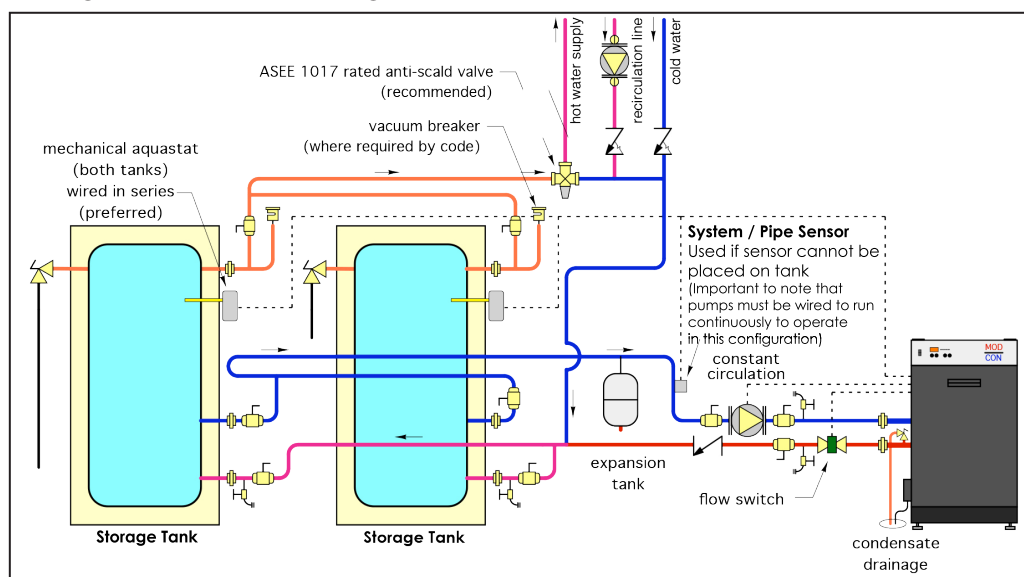 hot water supply
recirculation line
cold water
ASEE 1017 rated anti-scald valve
(recommended)
vacuum breaker
(where required by code)
mechanical aquastat
(both tanks)
wired in series
(preferred)
System / Pipe Sensor
Used if sensor cannot be
placed on tank
(Important to note that
pumps must be wired to run
continuously to operate
in this configuration)
constant
circulation
MOD
CON
expansion
tank
flow switch
condensate
drainage
Storage Tank
Storage Tank